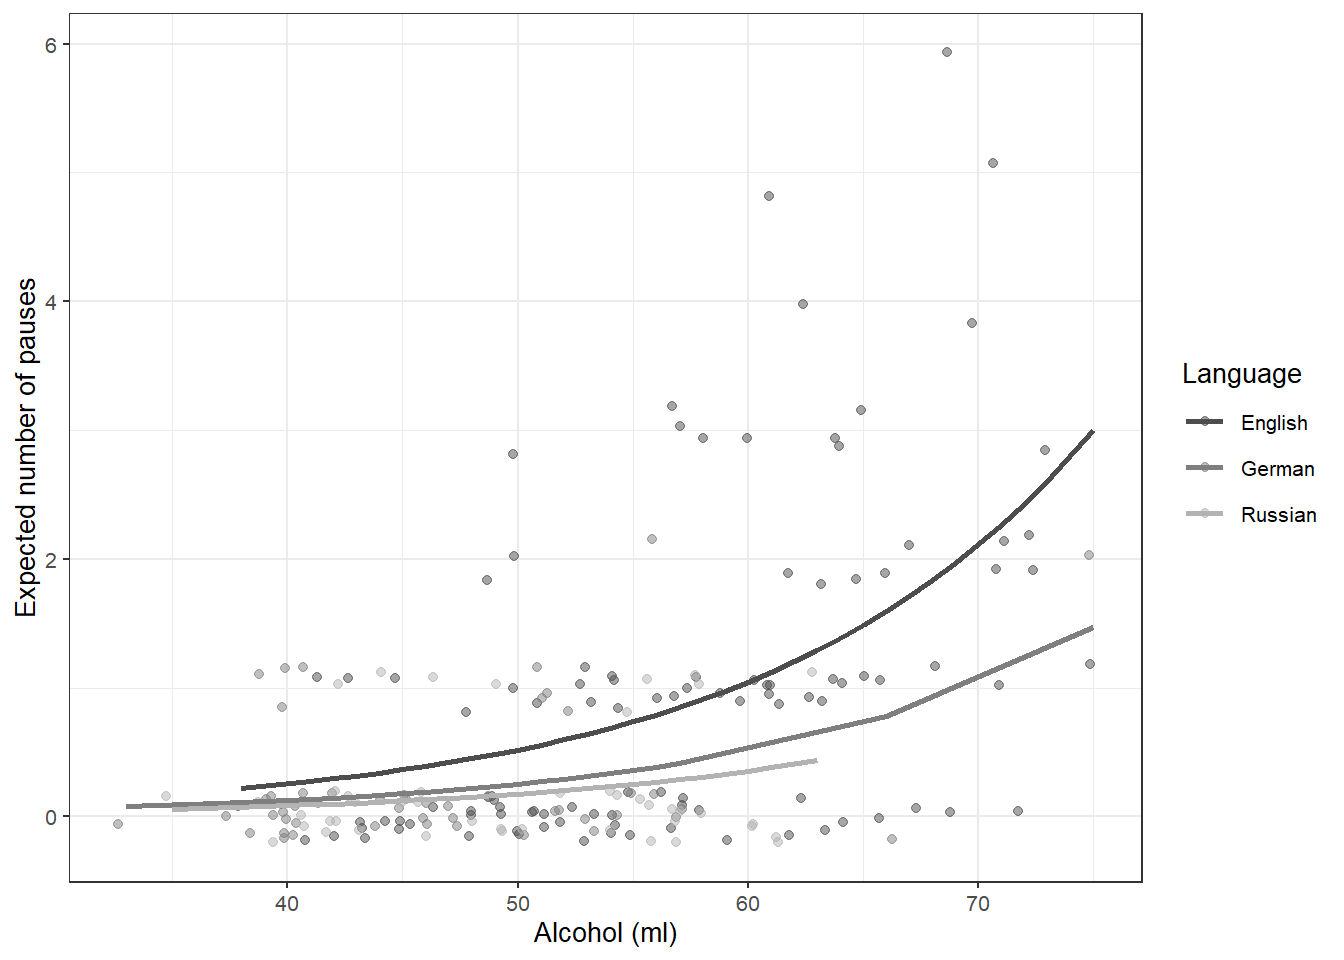 6
4
2
0
Expected number of pauses
40 50 60 70
Alcohol (ml)
Language
English
German
Russian